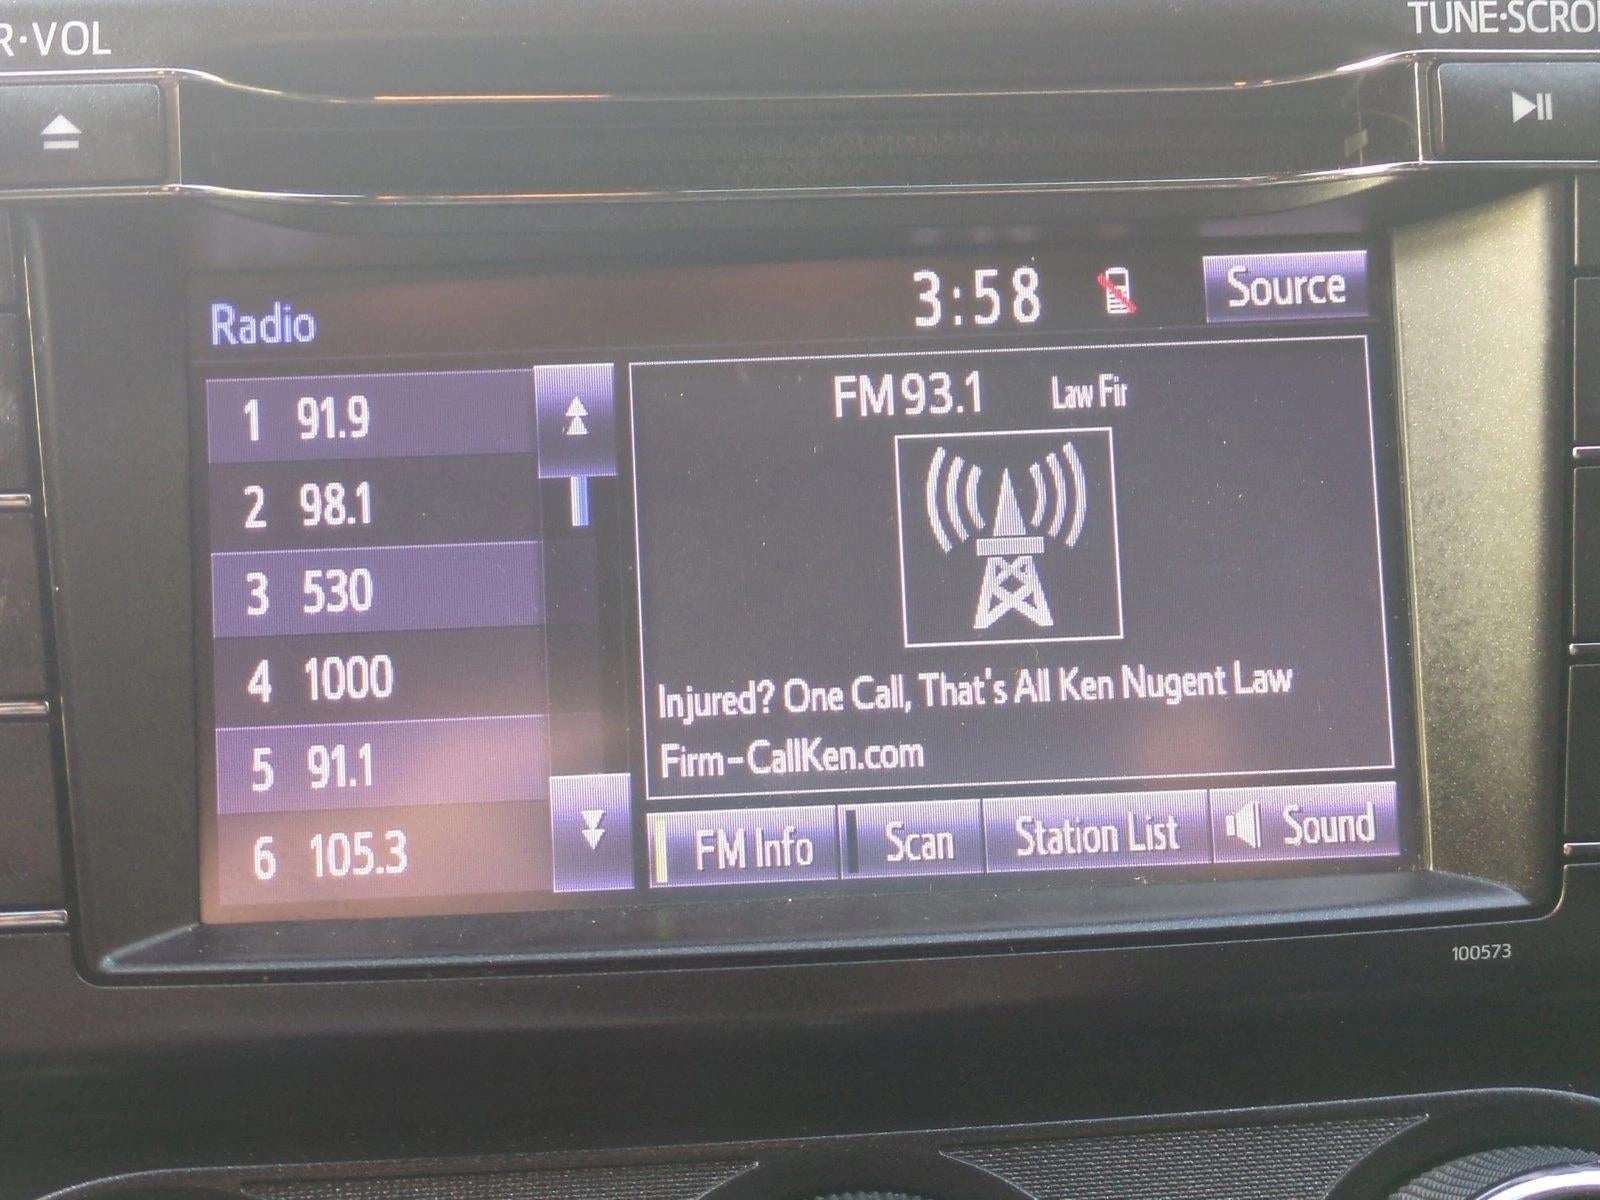 R·VOL
TUNE·SCROL
Radio
3:58
Source
1 91.9
2 98.1
3 530
4 1000
5 91.1
6 105.3
FM 93.1 Law Fir
Injured? One Call, That's All Ken Nugent Law
Firm-CallKen.com
FM Info
Scan
Station List
Sound
100573